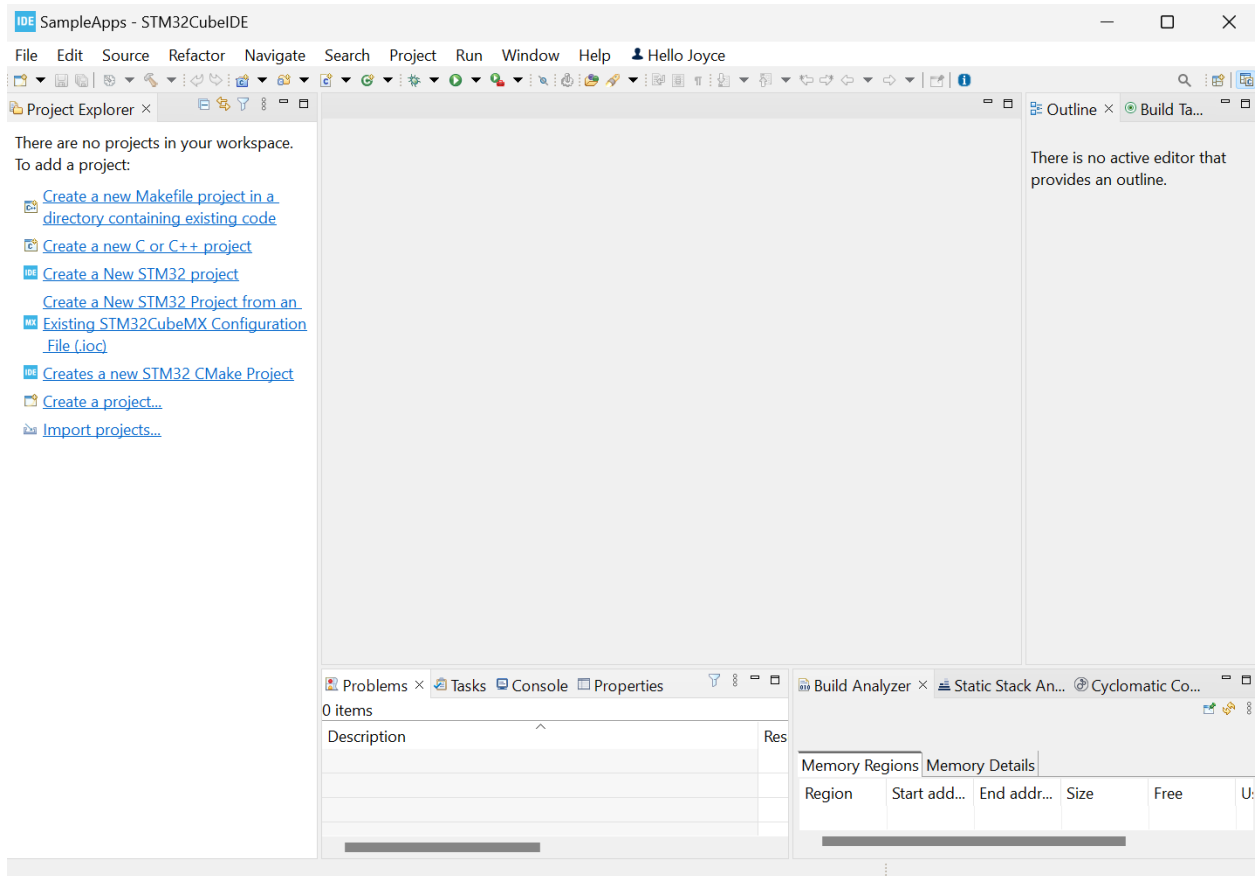 IDE SampleApps - STM32CubeIDE
File Edit Source Refactor Navigate Search Project Run Window Help Hello Joyce
Project Explorer
There are no projects in your workspace.
To add a project:
Create a new Makefile project in a
directory containing existing code
Create a new C or C++ project
IDE Create a New STM32 project
Create a New STM32 Project from an
MX Existing STM32CubeMX Configuration
File (.ioc)
IDE Creates a new STM32 CMake Project
Create a project...
Import projects...
Outline Build Ta...
There is no active editor that
provides an outline.
Problems Tasks Console Properties
0 items
Description Res
Build Analyzer Static Stack An... Cyclomatic Co...
Memory Regions Memory Details
Region Start add... End addr... Size Free U